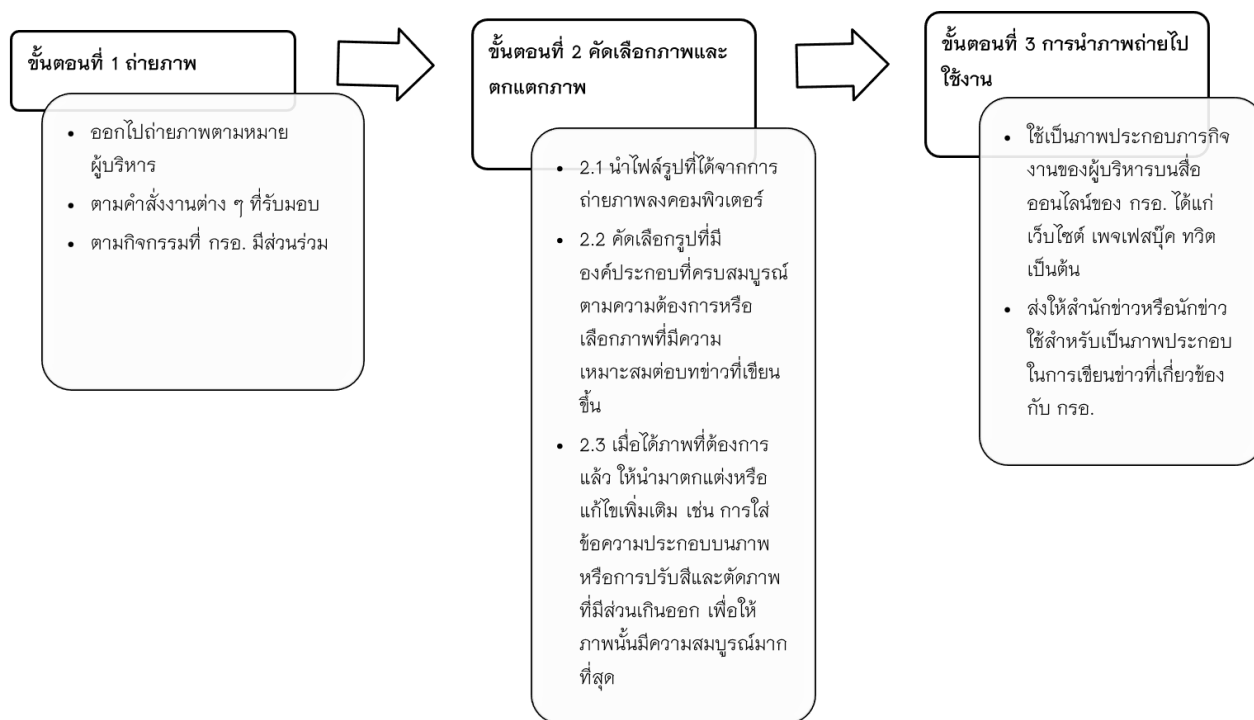 ขั้นตอนที่ 1 ถ่ายภาพ
• ออกไปถ่ายภาพตามหมาย
ผู้บริหาร
• ตามคำสั่งงานต่าง ๆ ที่รับมอบ
• ตามกิจกรรมที่ กรอ. มีส่วนร่วม
ขั้นตอนที่ 2 คัดเลือกภาพและ
ตกแตกภาพ
• 2.1 นำไฟล์รูปที่ได้จากการ
ถ่ายภาพลงคอมพิวเตอร์
• 2.2 คัดเลือกรูปที่มี
องค์ประกอบที่ครบสมบูรณ์
ตามความต้องการหรือ
เลือกภาพที่มีความ
เหมาะสมต่อบทข่าวที่เขียน
ขึ้น
• 2.3 เมื่อได้ภาพที่ต้องการ
แล้ว ให้นำมาตกแต่งหรือ
แก้ไขเพิ่มเติม เช่น การใส่
ข้อความประกอบบนภาพ
หรือการปรับสีและตัดภาพ
ที่มีส่วนเกินออก เพื่อให้
ภาพนั้นมีความสมบูรณ์มาก
ที่สุด
ขั้นตอนที่ 3 การนำภาพถ่ายไป
ใช้งาน
• ใช้เป็นภาพประกอบภารกิจ
งานของผู้บริหารบนสื่อ
ออนไลน์ของ กรอ. ได้แก่
เว็บไซต์ เพจเฟสบุ๊ค ทวิต
เป็นต้น
• ส่งให้สำนักข่าวหรือนักข่าว
ใช้สำหรับเป็นภาพประกอบ
ในการเขียนข่าวที่เกี่ยวข้อง
กับ กรอ.